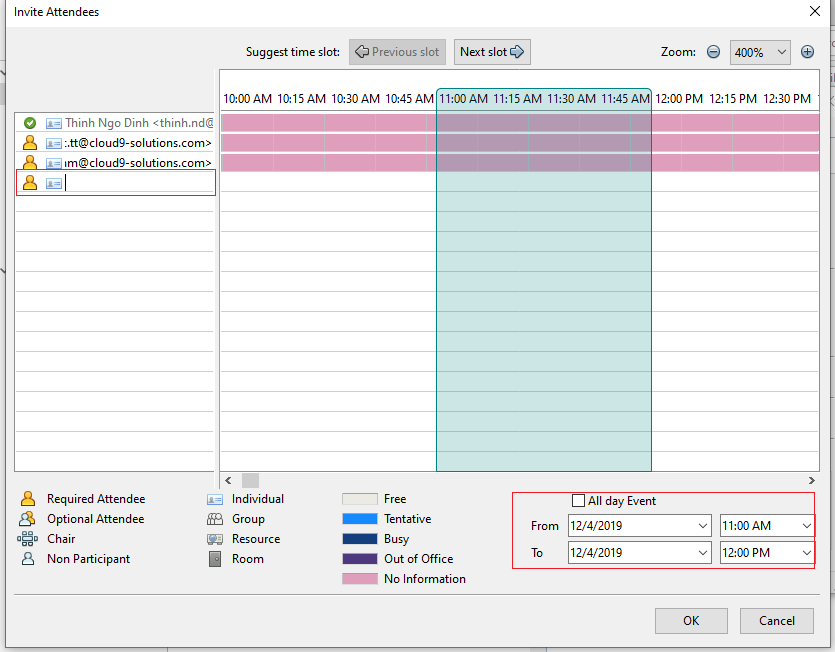 Invite Attendees
Suggest time slot: Previous slot Next slot Zoom: 400%
10:00 AM 10:15 AM 10:30 AM 10:45 AM 11:00 AM 11:15 AM 11:30 AM 11:45 AM 12:00 PM 12:15 PM 12:30 PM
Thinh Ngo Dinh <thinh.nd@
:.tt@cloud9-solutions.com>
ım@cloud9-solutions.com>
Required Attendee
Optional Attendee
Chair
Non Participant
Individual
Group
Resource
Room
Free
Tentative
Busy
Out of Office
No Information
All day Event
From 12/4/2019 11:00 AM
To 12/4/2019 12:00 PM
OK Cancel